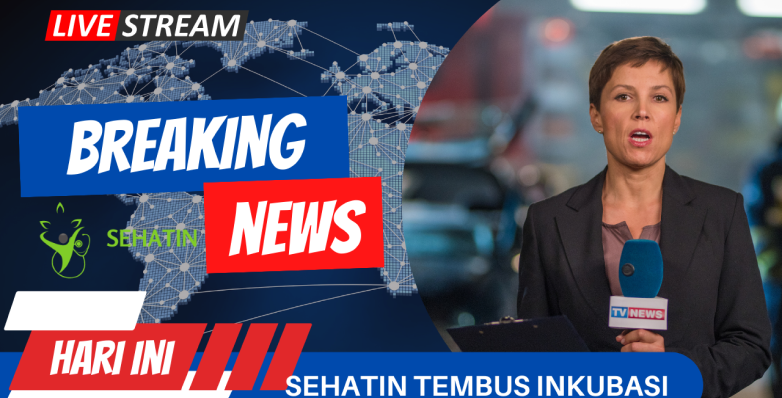 LIVE STREAM
BREAKING
NEWS
SEHATIN
TV NEWS
HARI INI
SEHATIN TEMBUS INKUBASI